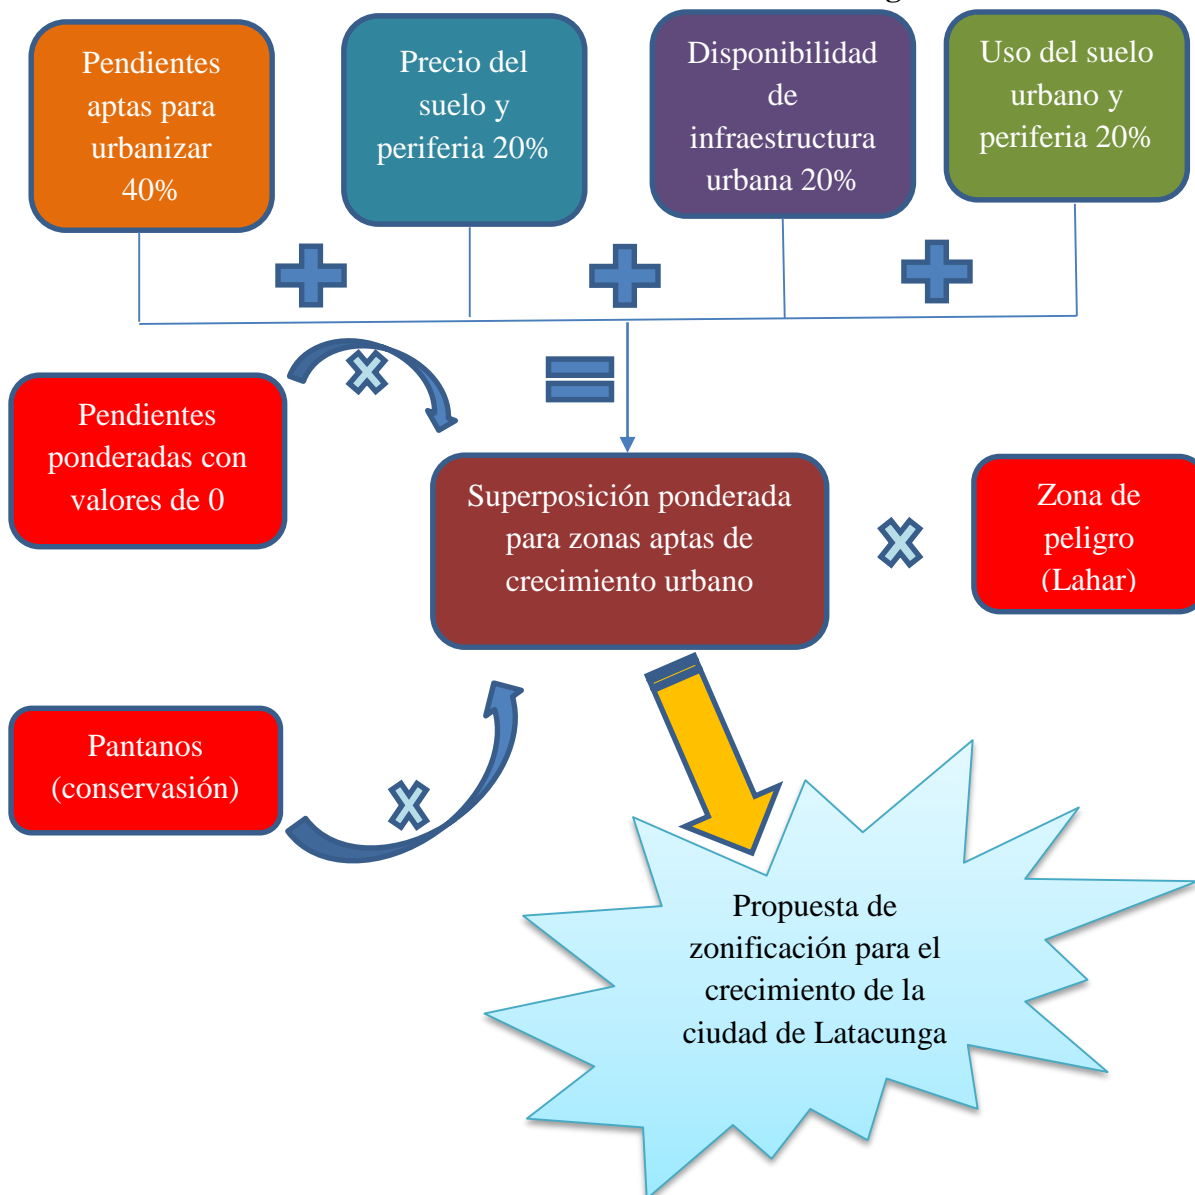 Pendientes
aptas para
urbanizar
40%
Precio del
suelo y
periferia 20%
Disponibilidad
de
infraestructura
urbana 20%
Uso del suelo
urbano y
periferia 20%
Pendientes
ponderadas con
valores de 0
Superposición ponderada
para zonas aptas de
crecimiento urbano
Zona de
peligro
(Lahar)
Pantanos
(conservasión)
Propuesta de
zonificación para el
crecimiento de la
ciudad de Latacunga